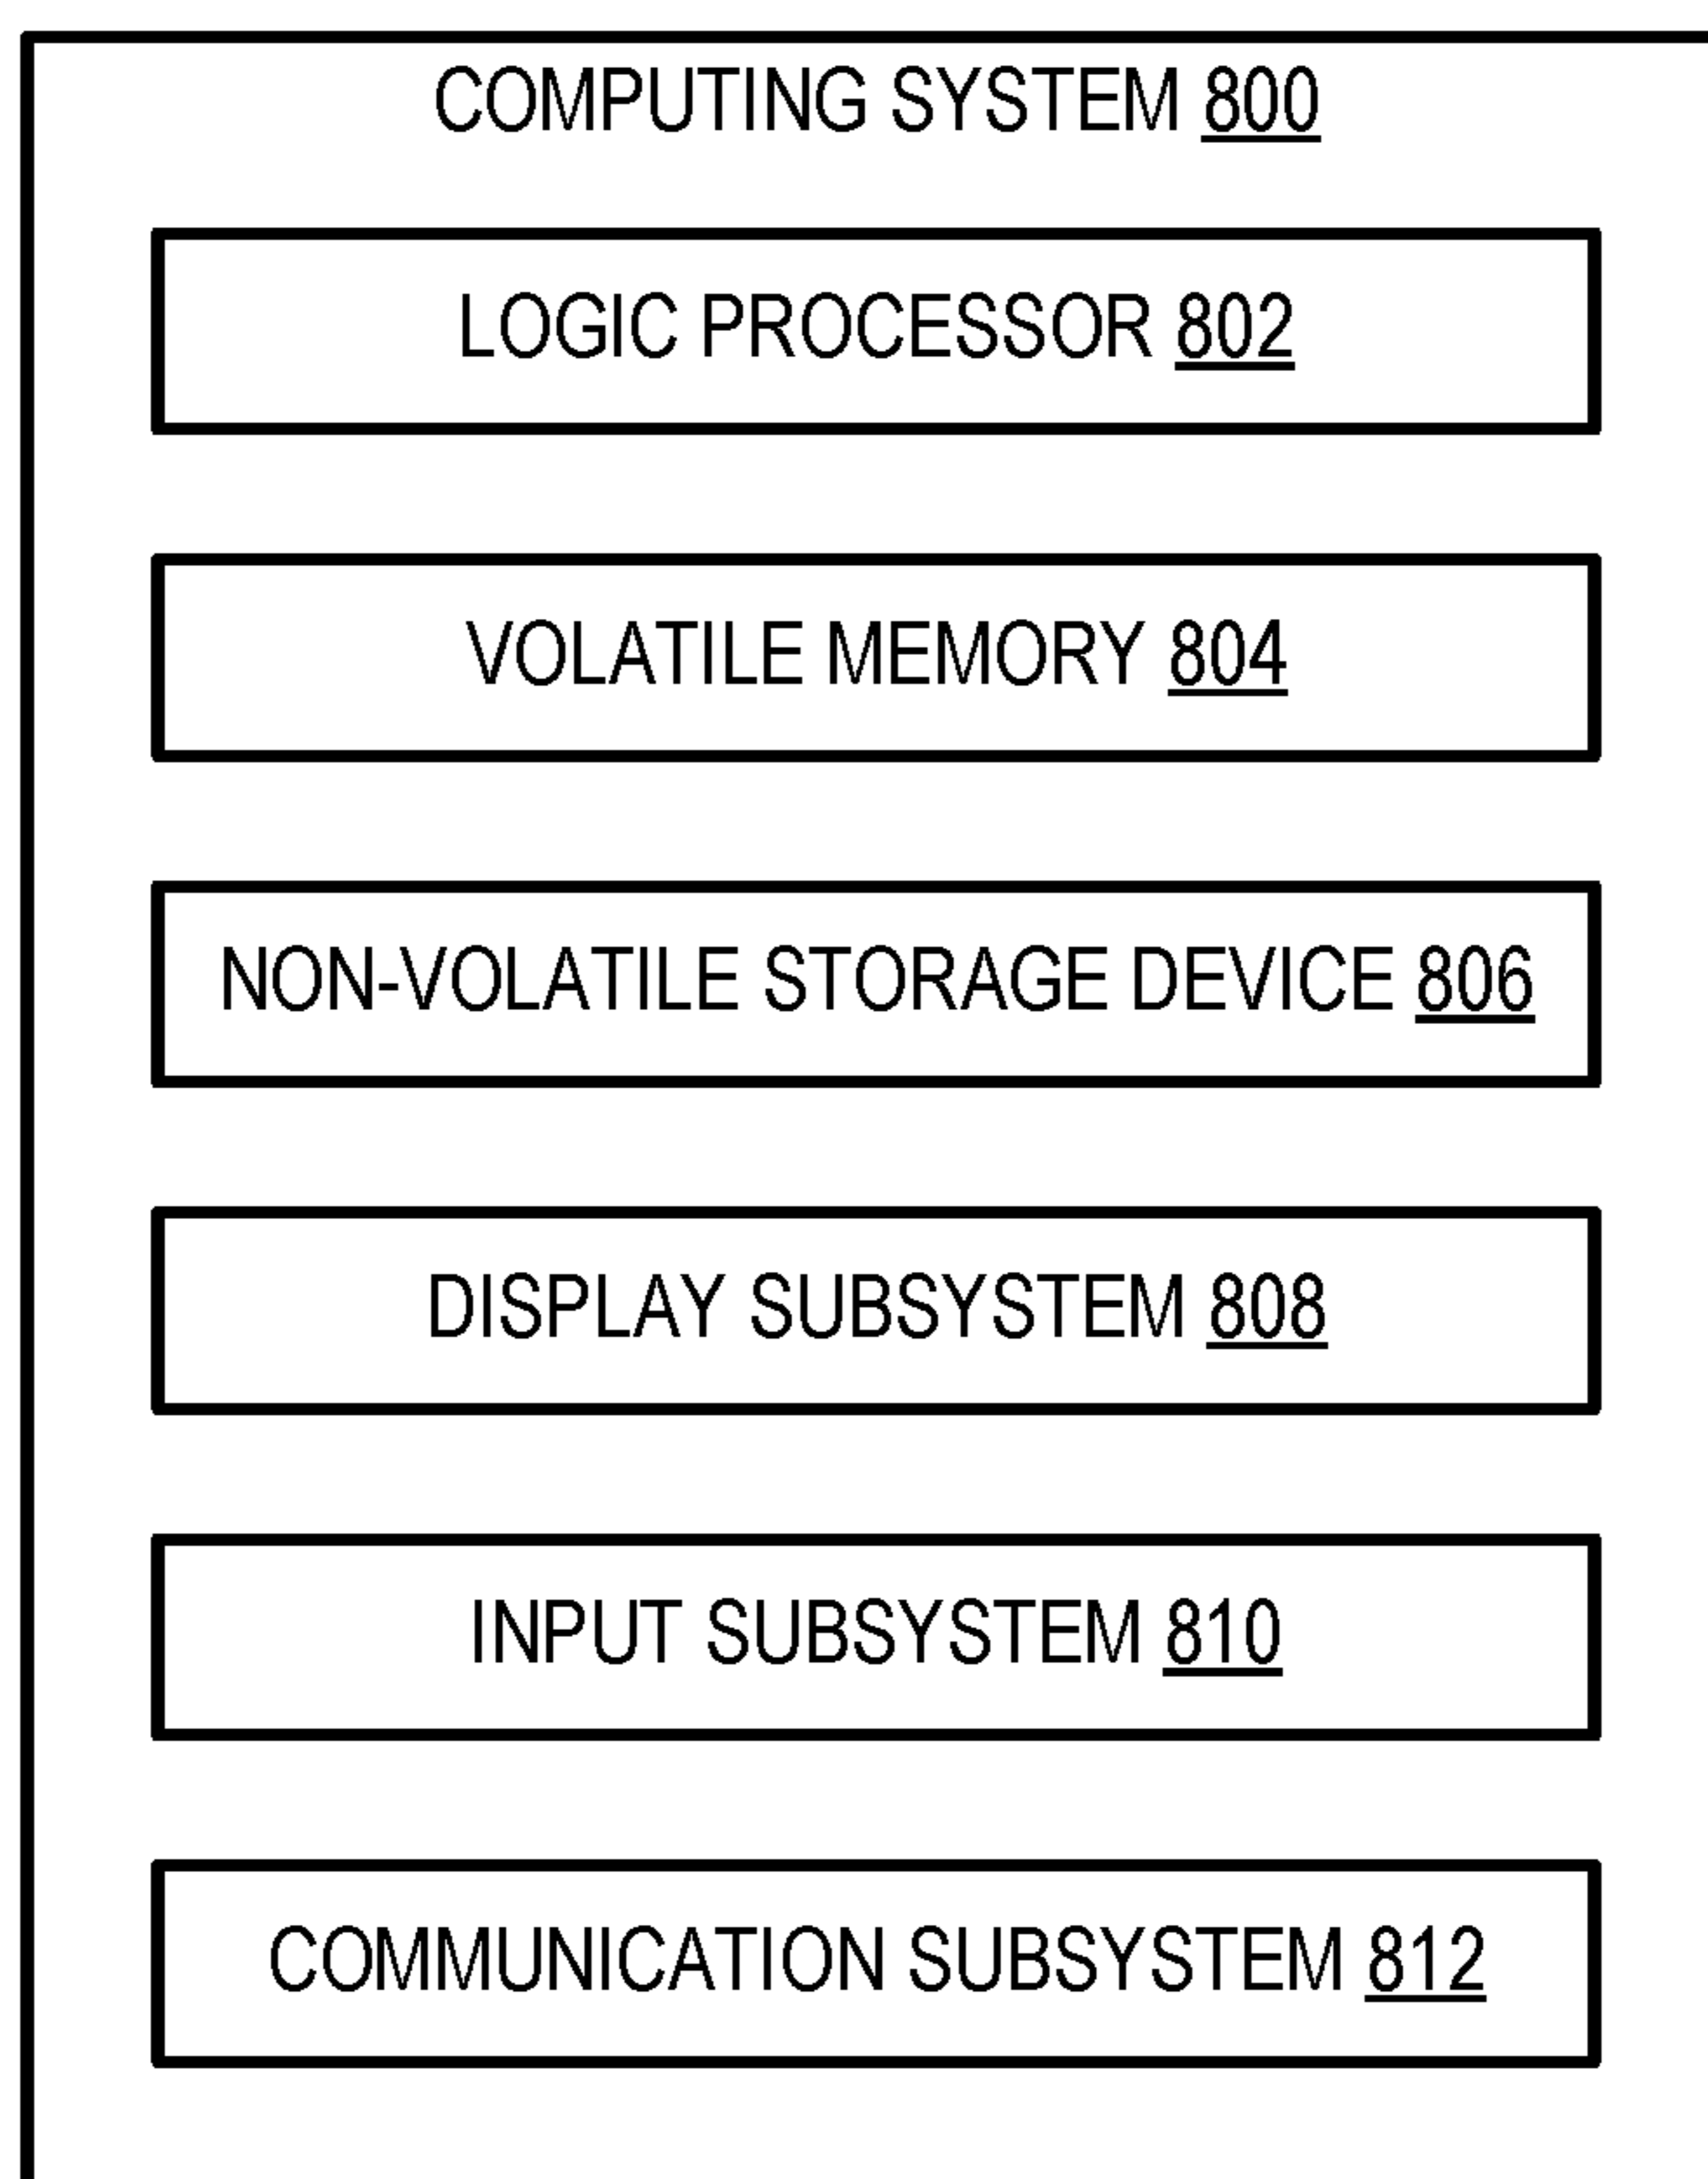 COMPUTING SYSTEM 800
LOGIC PROCESSOR 802
VOLATILE MEMORY 804
NON-VOLATILE STORAGE DEVICE 806
DISPLAY SUBSYSTEM 808
INPUT SUBSYSTEM 810
COMMUNICATION SUBSYSTEM 812